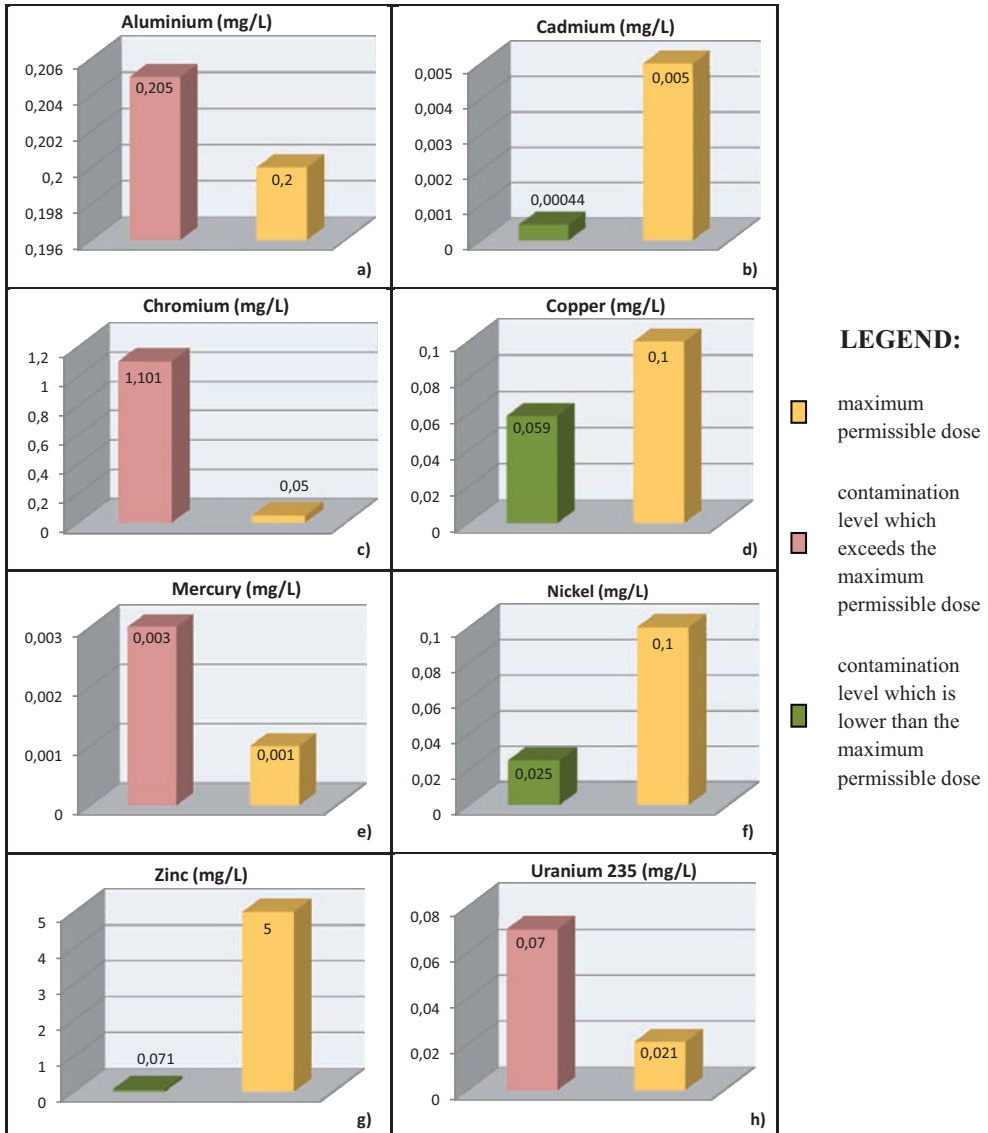 Aluminium (mg/L)
0,206
0,204
0,202
0,2
0,198
0,196
0,205
0,2
a)
Cadmium (mg/L)
0,005
0,004
0,003
0,002
0,001
0
0,00044
0,005
b)
Chromium (mg/L)
1,2
1
0,8
0,6
0,4
0,2
0
1,101
0,05
c)
Copper (mg/L)
0,1
0,08
0,06
0,04
0,02
0
0,059
0,1
d)
Mercury (mg/L)
0,003
0,002
0,001
0
0,003
0,001
e)
Nickel (mg/L)
0,1
0,08
0,06
0,04
0,02
0
0,025
0,1
f)
Zinc (mg/L)
5
4
3
2
1
0
0,071
5
g)
Uranium 235 (mg/L)
0,08
0,06
0,04
0,02
0
0,07
0,021
h)
LEGEND:
maximum
permissible dose
contamination
level which
exceeds the
maximum
permissible dose
contamination
level which is
lower than the
maximum
permissible dose